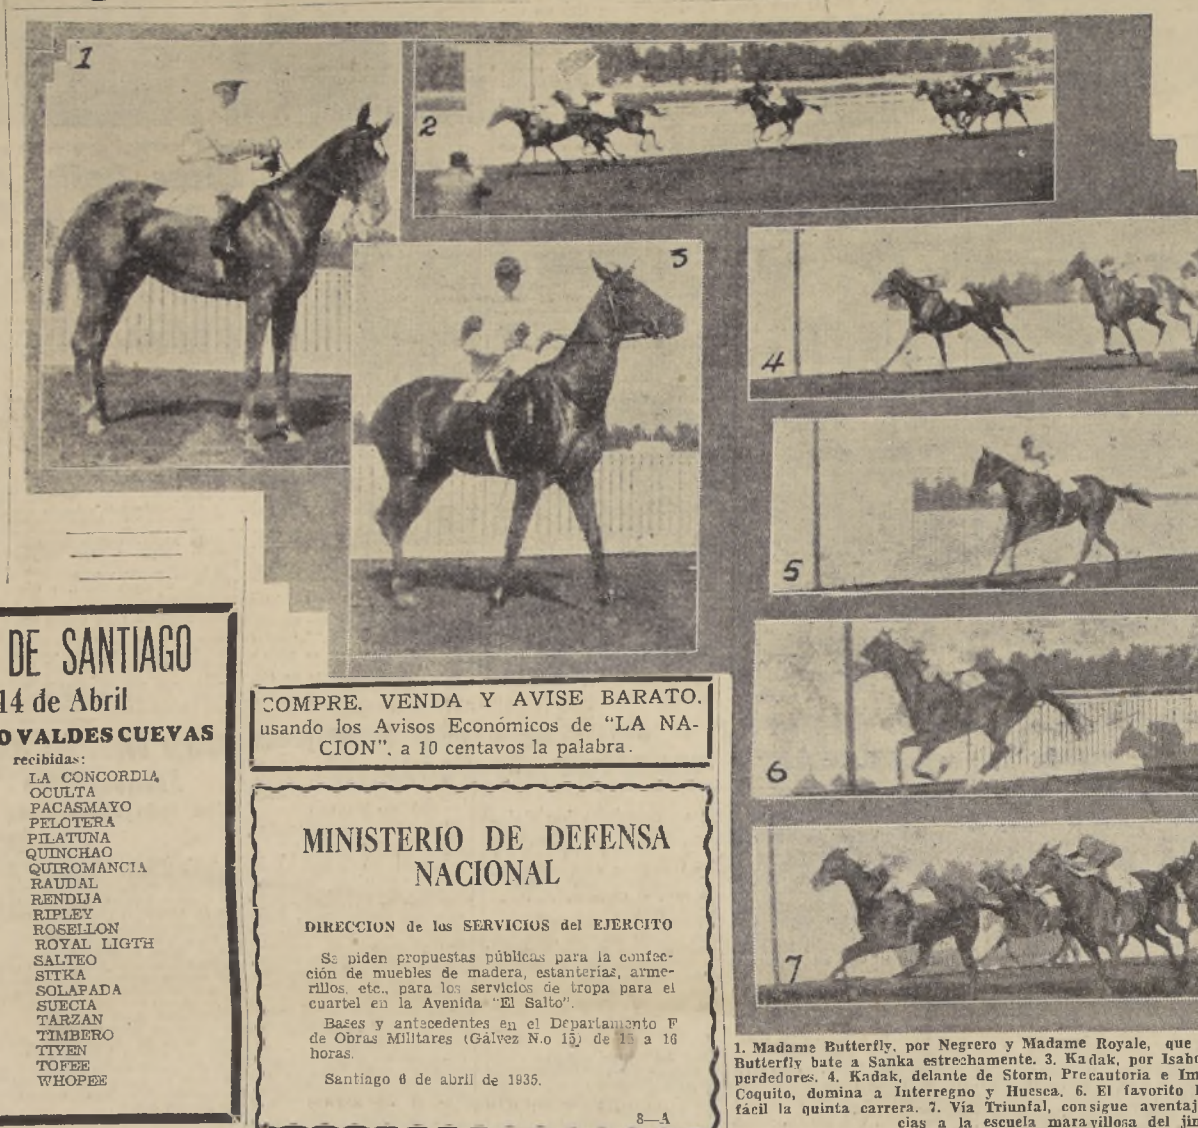 1
2
3
4
5
6
7
DE SANTIAGO
14 de Abril
O VALDES CUEVAS
recibidas:
LA CONCORDIA
OCULTA
PACASMAYO
PELOTERA
PILATUNA
QUINCHAO
QUIROMANCIA
RAUDAL
RENDIJA
RIPLEY
ROSELLON
ROYAL LIGTH
SALTEO
SITKA
SOLAPADA
SUECIA
TARZAN
TIMBERO
TIYEN
TOFEE
WHOPEE
COMPRE, VENDA Y AVISE BARATO,
usando los Avisos Económicos de "LA NA-
CION", a 10 centavos la palabra.
MINISTERIO DE DEFENSA
NACIONAL
DIRECCION de los SERVICIOS del EJERCITO
Se piden propuestas públicas para la confec-
ción de muebles de madera, estanterías, arme-
rillos, etc., para los servicios de tropa para el
cuartel en la Avenida "El Salto".
Bases y antecedentes en el Departamento F
de Obras Militares (Gálvez N.o 15) de 15 a 16
horas.
Santiago 6 de abril de 1935.
8—A
1. Madame Butterfly, por Negrero y Madame Royale, que
Butterfly bate a Sanka estrechamente. 3. Kadak, por
perdedores. 4. Kadak, delante de Storm, Precautoria e
Coquito, domina a Interregno y Huesca. 6. El favorito
fácil la quinta carrera. 7. Vía Triunfal, consigue
cias a la escuela maravillosa del